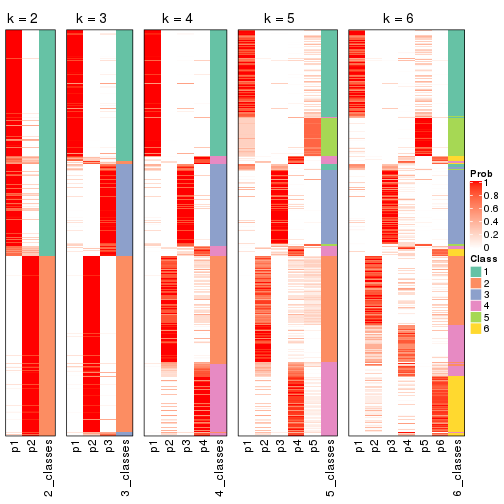 k = 2
k = 3
k = 4
k = 5
k = 6
Prob
1
0.8
0.6
0.4
0.2
0
Class
1
2
3
4
5
6
p1
p2
2_classes
p1
p2
p3
3_classes
p1
p2
p3
p4
4_classes
p1
p2
p3
p4
p5
5_classes
p1
p2
p3
p4
p5
p6
6_classes